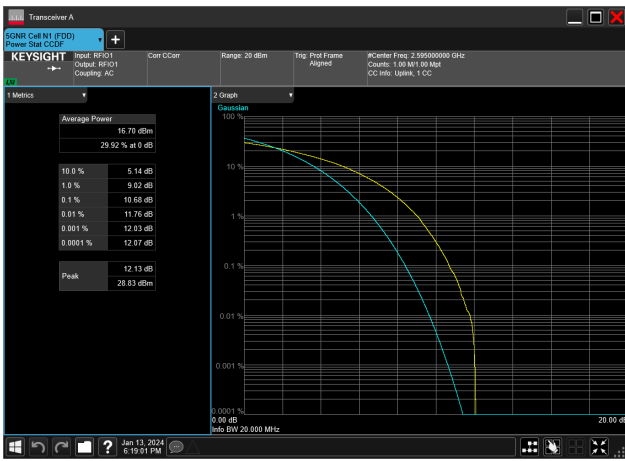 Transceiver A
5GNR Cell N1 (FDD)
Power Stat CCDF
KEYSIGHT
Input: RFIO1
Output: RFIO1
Coupling: AC
Corr CCorr
Range: 20 dBm
Trig: Prot Frame
Aligned
#Center Freq: 2.595000000 GHz
Counts: 1.00 M/1.00 Mpt
CC Info: Uplink, 1 CC
1 Metrics
Average Power
16.70 dBm
29.92 % at 0 dB
10.0 % 5.14 dB
1.0 % 9.02 dB
0.1 % 10.68 dB
0.01 % 11.76 dB
0.001 % 12.03 dB
0.0001 % 12.07 dB
Peak
12.13 dB
28.83 dBm
2 Graph
Gaussian
100 %
10 %
1 %
0.1 %
0.01 %
0.001 %
0.0001 %
0.00 dB
20.00 dB
Info BW 20.000 MHz
?
Jan 13, 2024
6:19:01 PM